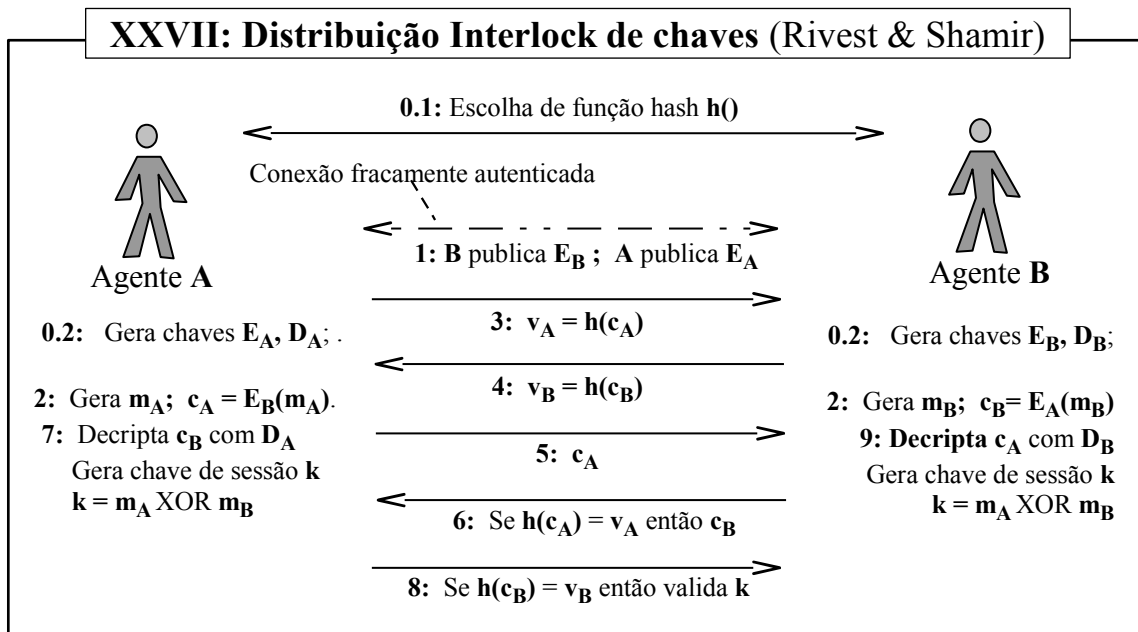 XXVII: Distribuição Interlock de chaves (Rivest & Shamir)
0.1: Escolha de função hash h()
Conexão fracamente autenticada
1: B publica E_B ; A publica E_A
Agente A
Agente B
3: v_A = h(c_A)
0.2: Gera chaves E_A, D_A; .
0.2: Gera chaves E_B, D_B;
4: v_B = h(c_B)
2: Gera m_A; c_A = E_B(m_A).
2: Gera m_B; c_B= E_A(m_B)
7: Decripta c_B com D_A
9: Decripta c_A com D_B
5: c_A
Gera chave de sessão k
Gera chave de sessão k
k = m_A XOR m_B
k = m_A XOR m_B
6: Se h(c_A) = v_A então c_B
8: Se h(c_B) = v_B então valida k